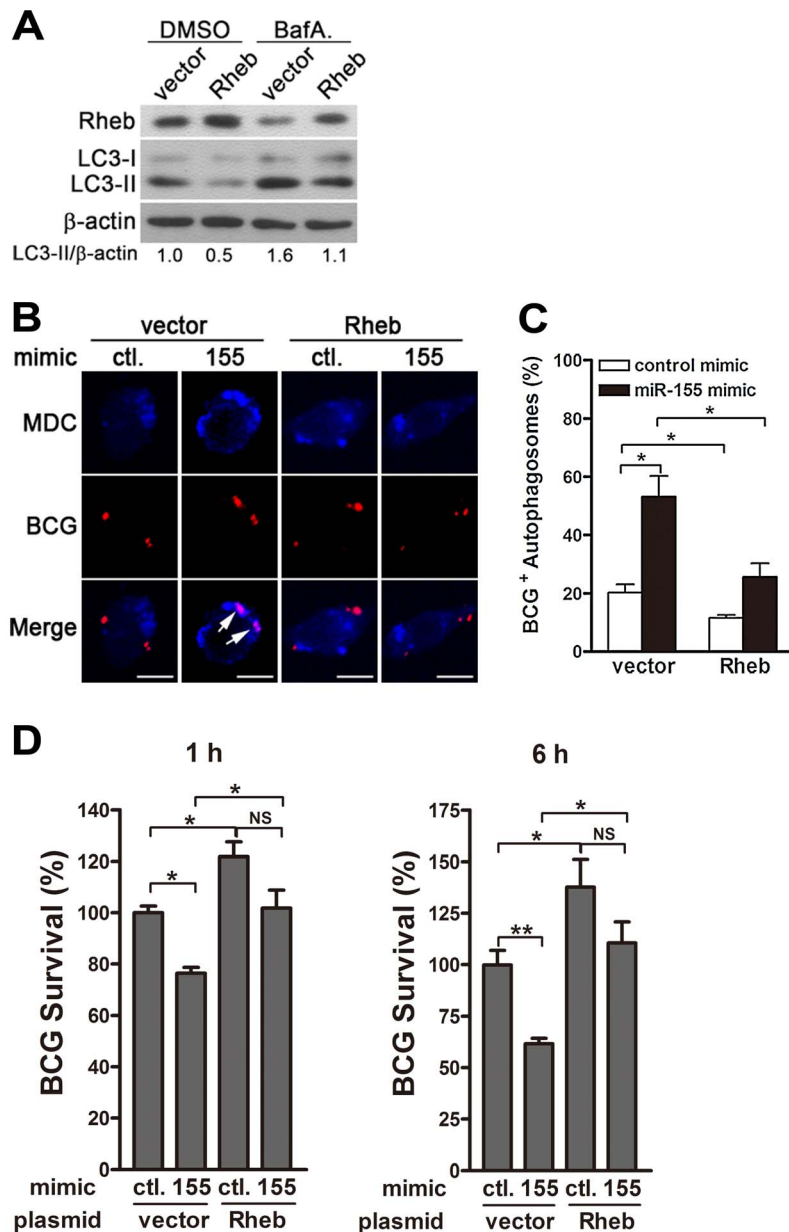 A
DMSO BafA.
vector Rheb vector Rheb
Rheb
LC3-I
LC3-II
β-actin
LC3-II/β-actin 1.0 0.5 1.6 1.1
B
vector Rheb
mimic ctl. 155 ctl. 155
MDC
BCG
Merge
C
BCG + Autophagosomes (%)
100
80
60
40
20
0
control mimic
miR-155 mimic
*
*
*
vector Rheb
D
1 h
BCG Survival (%)
140
120
100
80
60
40
20
0
*
* NS
*
mimic ctl. 155 ctl. 155
plasmid vector Rheb
6 h
BCG Survival (%)
175
150
125
100
75
50
25
0
*
* NS
**
mimic ctl. 155 ctl. 155
plasmid vector Rheb